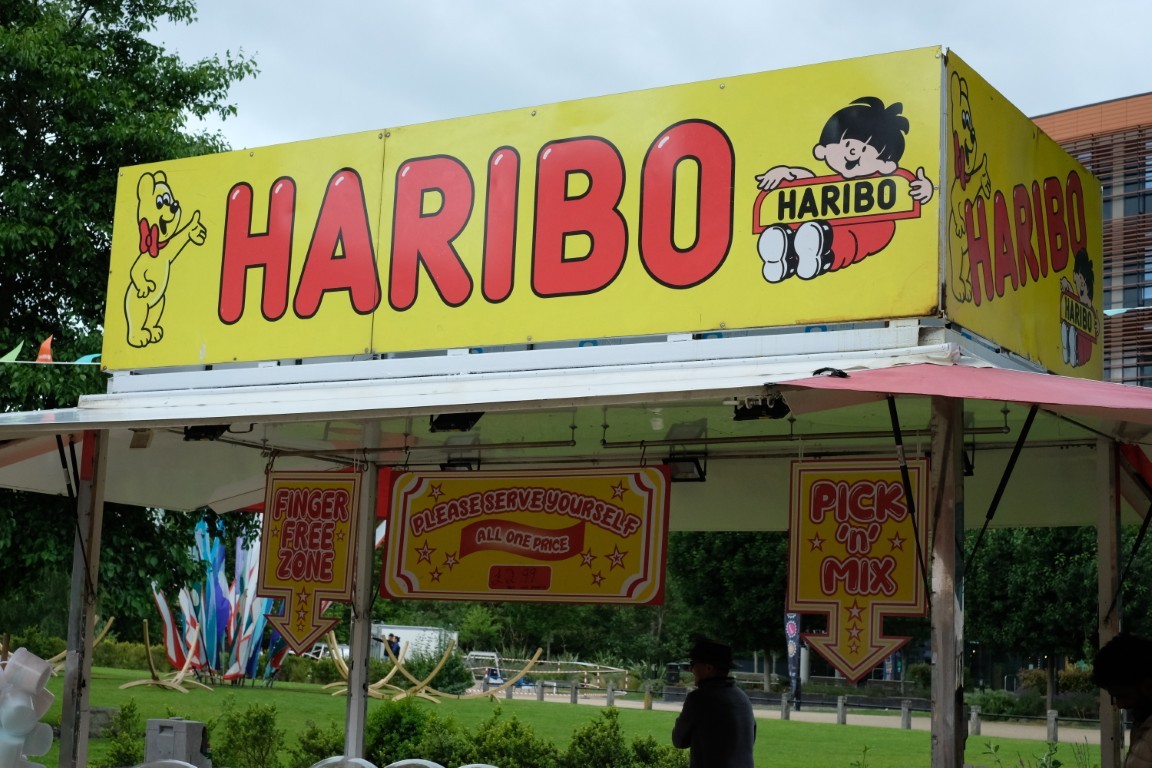 HARIBO
HARIBO
HARIBO
HARIBO
FINGER
FREE
ZONE
PLEASE SERVE YOURSELF
ALL ONE PRICE
PICK
'n'
MIX